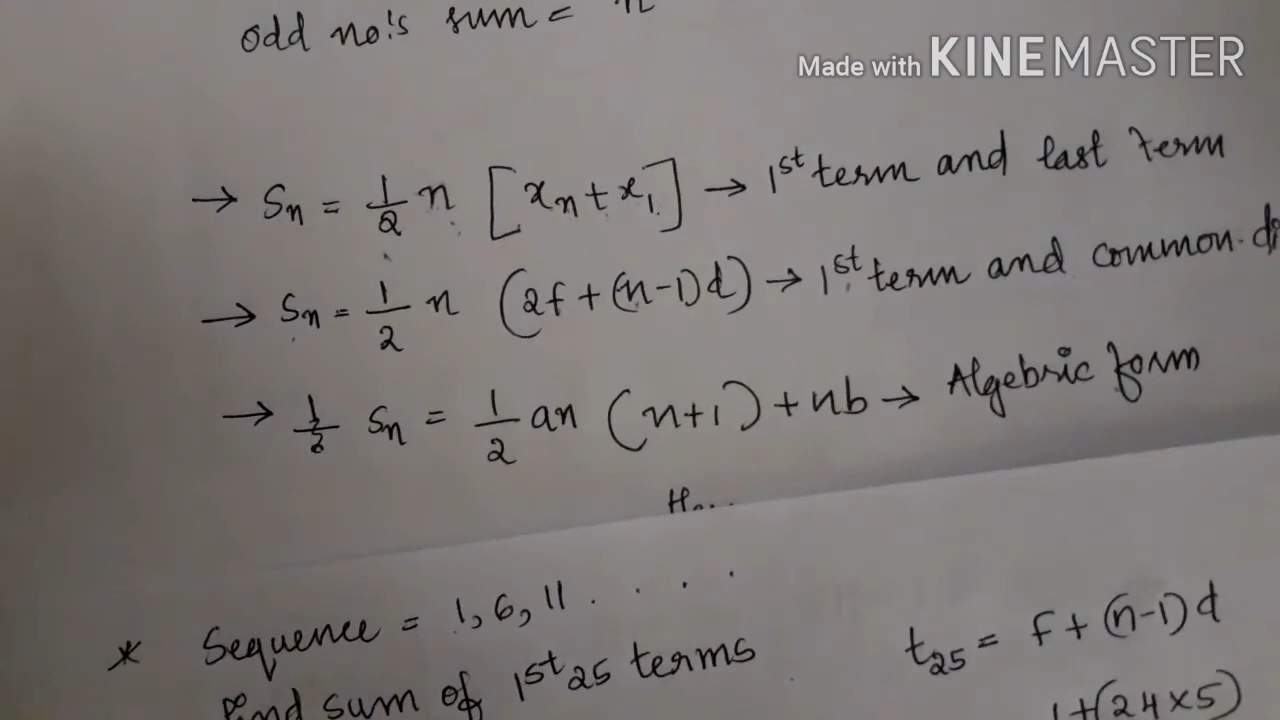 odd no!s sum =
Made with KINEMASTER
→ Sn = 1/2 n [xn + x1] → 1st term and last term
→ Sn = 1/2 n (2f + (n-1)d) → 1st term and common
→ 1/2 Sn = 1/2 an (n+1) + nb → Algebric form
* Sequence = 1, 6, 11 . . . .
find sum of 1st 25 terms
t25 = f + (n-1)d
1+(24×5)